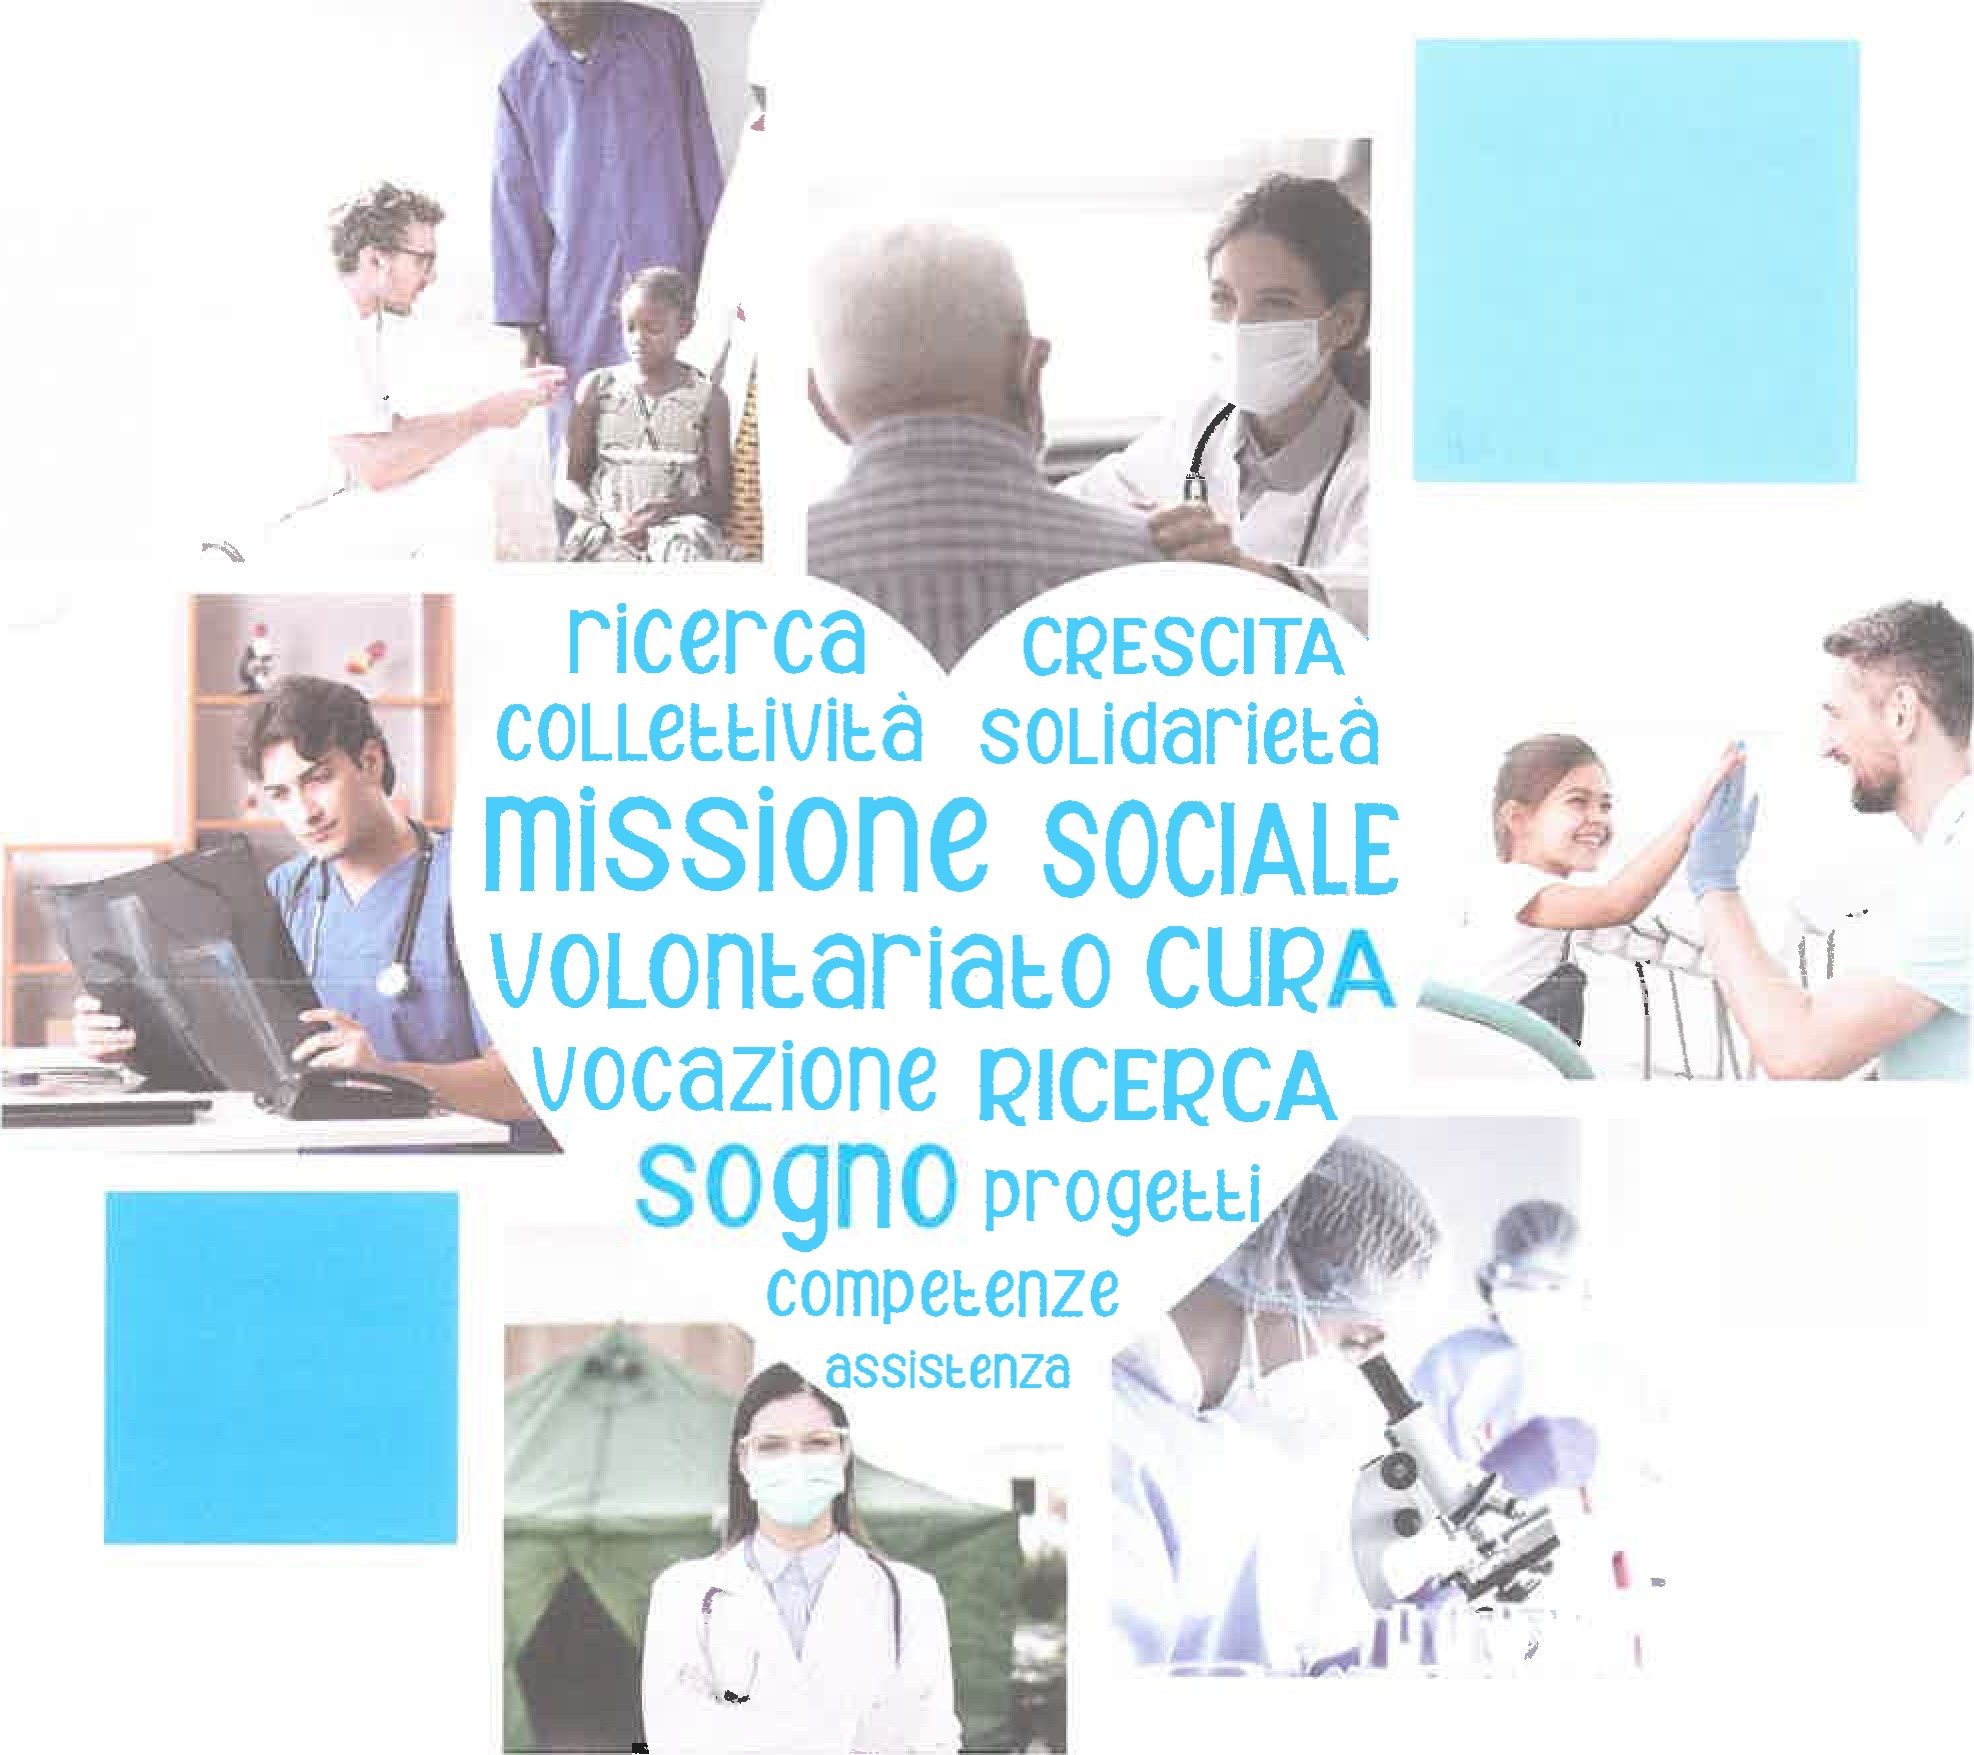 ricerca CRESCITA
collettività solidarietà
missione SOCIALE
volontariato CURA
vocazione RICERCA
sogno progetti
competenze
assistenza